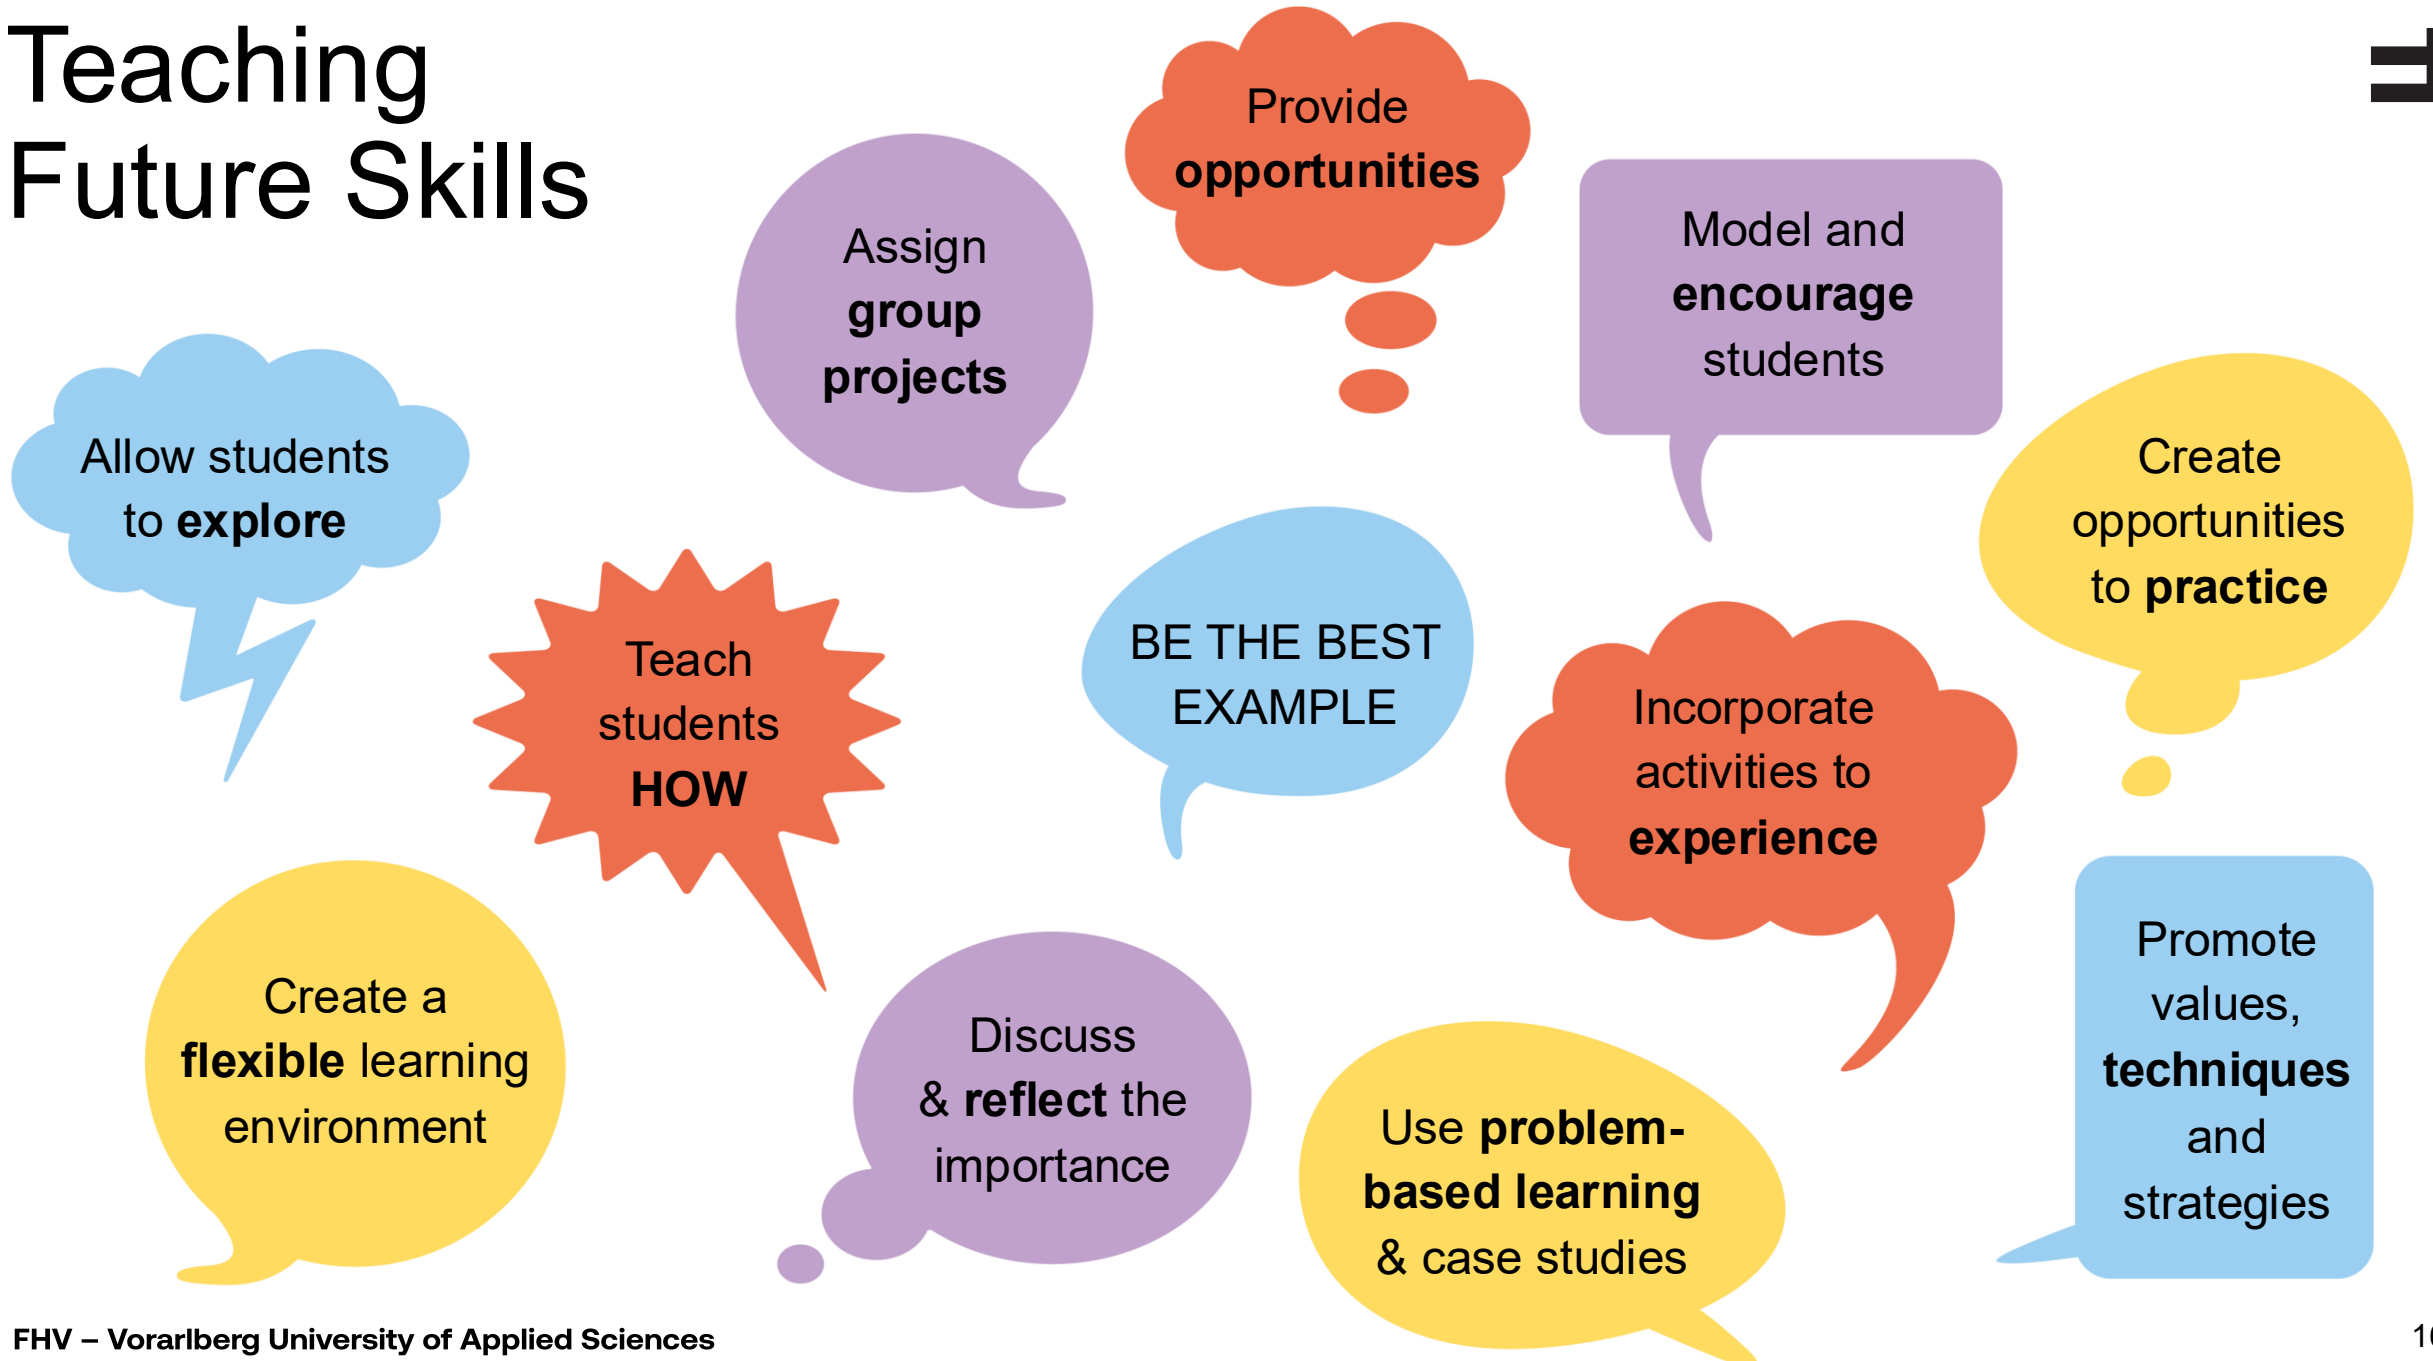 Teaching
Future Skills
Provide
opportunities
Assign
group
projects
Model and
encourage
students
Allow students
to explore
Create
opportunities
to practice
Teach
students
HOW
BE THE BEST
EXAMPLE
Incorporate
activities to
experience
Create a
flexible learning
environment
Discuss
& reflect the
importance
Use problem-
based learning
& case studies
Promote
values,
techniques
and
strategies
FHV – Vorarlberg University of Applied Sciences